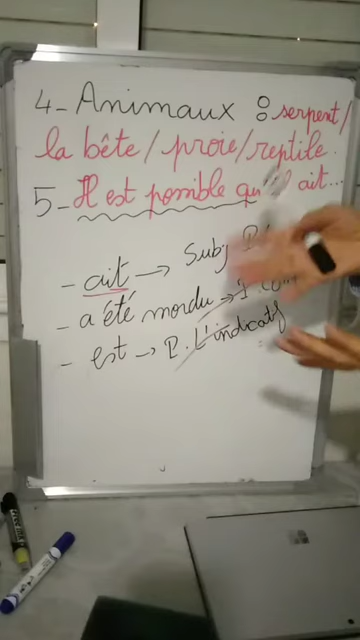 4- Animaux : serpent/
la bête / proie / reptile
5- Il est possible qu'il ait...
- ait → Subj
- a été mordu →
- est → P. L'indicatif